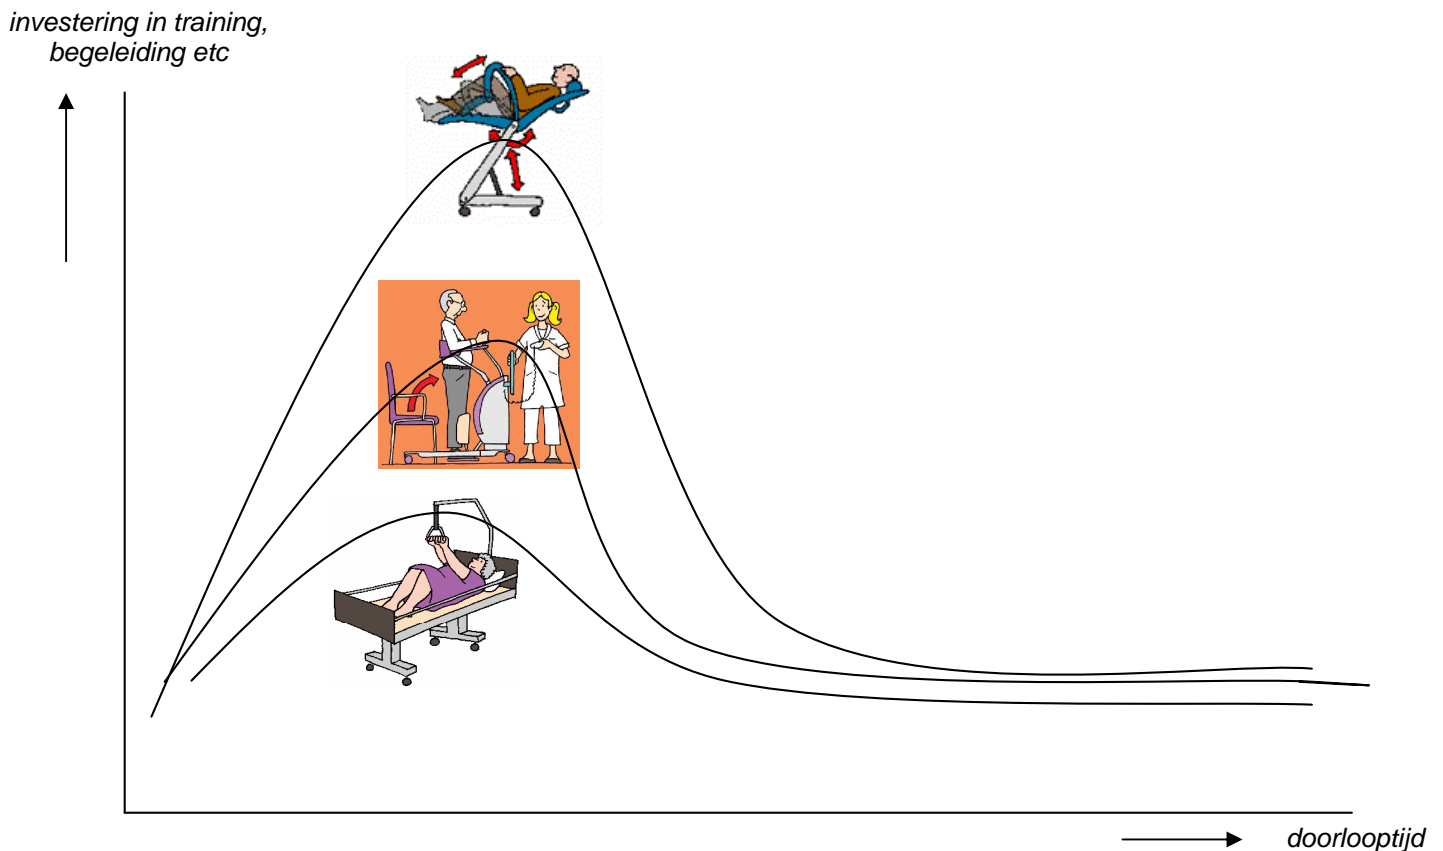 investering in training,
begeleiding etc
doorlooptijd